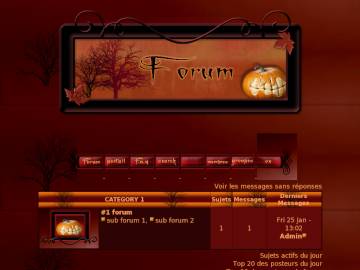 Forum
Forum portail F.a.q search membres groupes
Voir les messages sans réponses
CATEGORY 1 Sujets Messages Derniers Messages
#1 forum
sub forum 1, sub forum 2
1 1 Fri 25 Jan - 13:02
Admin
Sujets actifs du jour
Top 20 des posteurs du jour